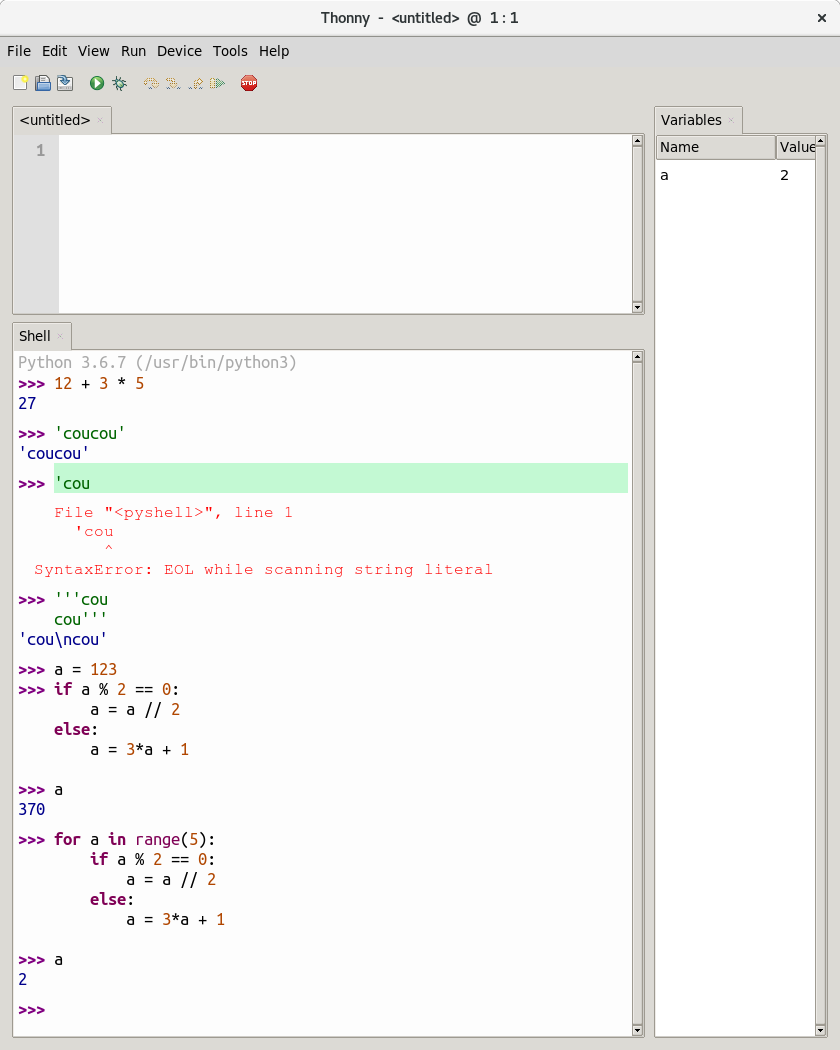 Thonny - <untitled> @ 1 : 1
File Edit View Run Device Tools Help
STOP
<untitled>
1
Variables
Name Value
a 2
Shell
Python 3.6.7 (/usr/bin/python3)
>>> 12 + 3 * 5
27
>>> 'coucou'
'coucou'
>>> 'cou
File "<pyshell>", line 1
'cou
^
SyntaxError: EOL while scanning string literal
>>> '''cou
cou'''
'cou\ncou'
>>> a = 123
>>> if a % 2 == 0:
a = a // 2
else:
a = 3*a + 1
>>> a
370
>>> for a in range(5):
if a % 2 == 0:
a = a // 2
else:
a = 3*a + 1
>>> a
2
>>>